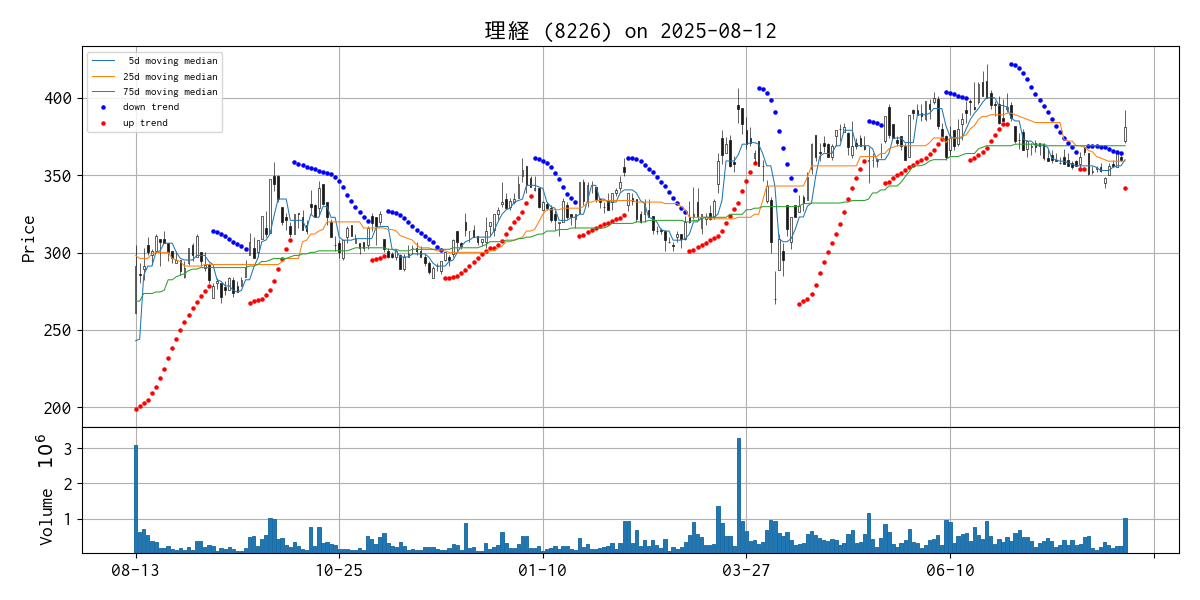 理経 (8226) on 2025-08-12
5d moving median
25d moving median
75d moving median
down trend
up trend
Price
400
350
300
250
200
Volume 10^6
3
2
1
08-13 10-25 01-10 03-27 06-10